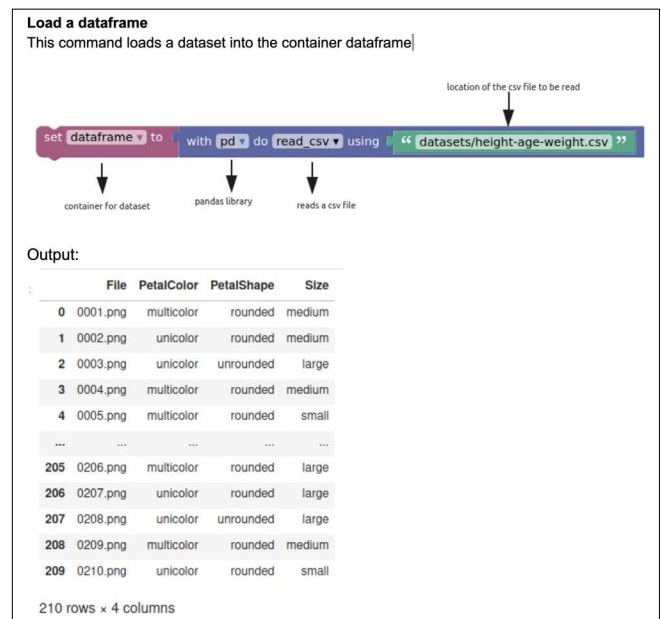 Load a dataframe
This command loads a dataset into the container dataframe
location of the csv file to be read
set dataframe to with pd do read_csv using “ datasets/height-age-weight.csv ”
container for dataset pandas library reads a csv file
Output:
File PetalColor PetalShape Size
0 0001.png multicolor rounded medium
1 0002.png unicolor rounded medium
2 0003.png unicolor unrounded large
3 0004.png multicolor rounded medium
4 0005.png multicolor rounded small
... ... ... ... ...
205 0206.png multicolor rounded large
206 0207.png unicolor rounded large
207 0208.png unicolor unrounded large
208 0209.png multicolor rounded medium
209 0210.png unicolor rounded small
210 rows × 4 columns